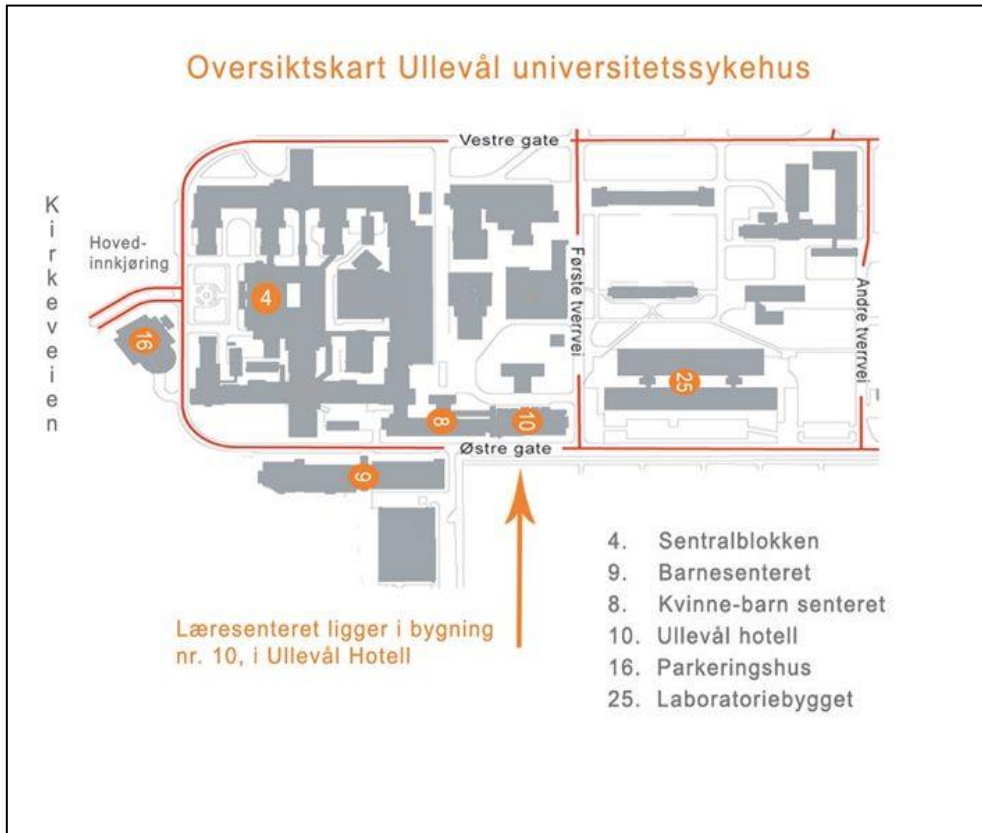 Oversiktskart Ullevål universitetssykehus
Vestre gate
Kirkeveien
Hoved-
innkjøring
4
16
Første tverrvei
Andre tverrvei
25
8
10
Østre gate
9
4. Sentralblokken
9. Barnesenteret
8. Kvinne-barn senteret
10. Ullevål hotell
16. Parkeringshus
25. Laboratoriebygget
Læresenteret ligger i bygning
nr. 10, i Ullevål Hotell